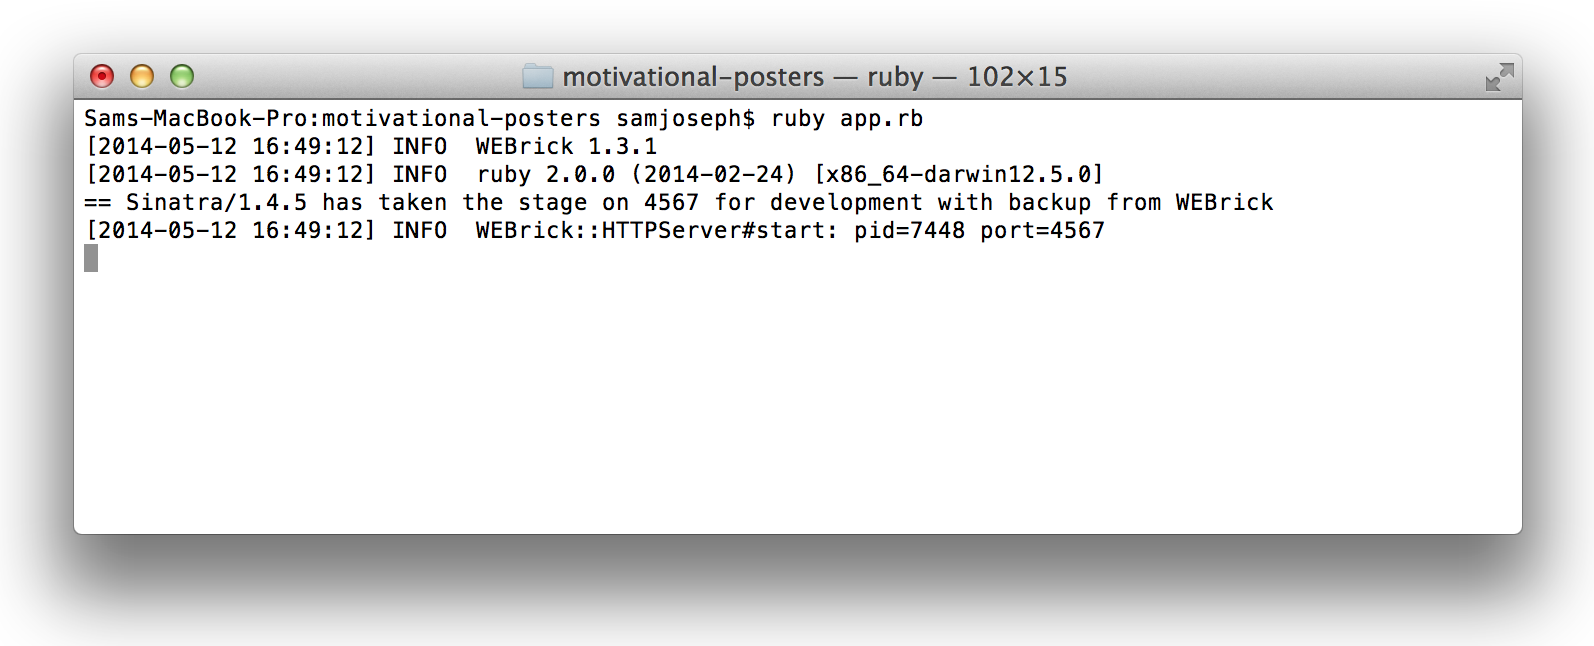 motivational-posters — ruby — 102×15
Sams-MacBook-Pro:motivational-posters samjoseph$ ruby app.rb
[2014-05-12 16:49:12] INFO  WEBrick 1.3.1
[2014-05-12 16:49:12] INFO  ruby 2.0.0 (2014-02-24) [x86_64-darwin12.5.0]
== Sinatra/1.4.5 has taken the stage on 4567 for development with backup from WEBrick
[2014-05-12 16:49:12] INFO  WEBrick::HTTPServer#start: pid=7448 port=4567